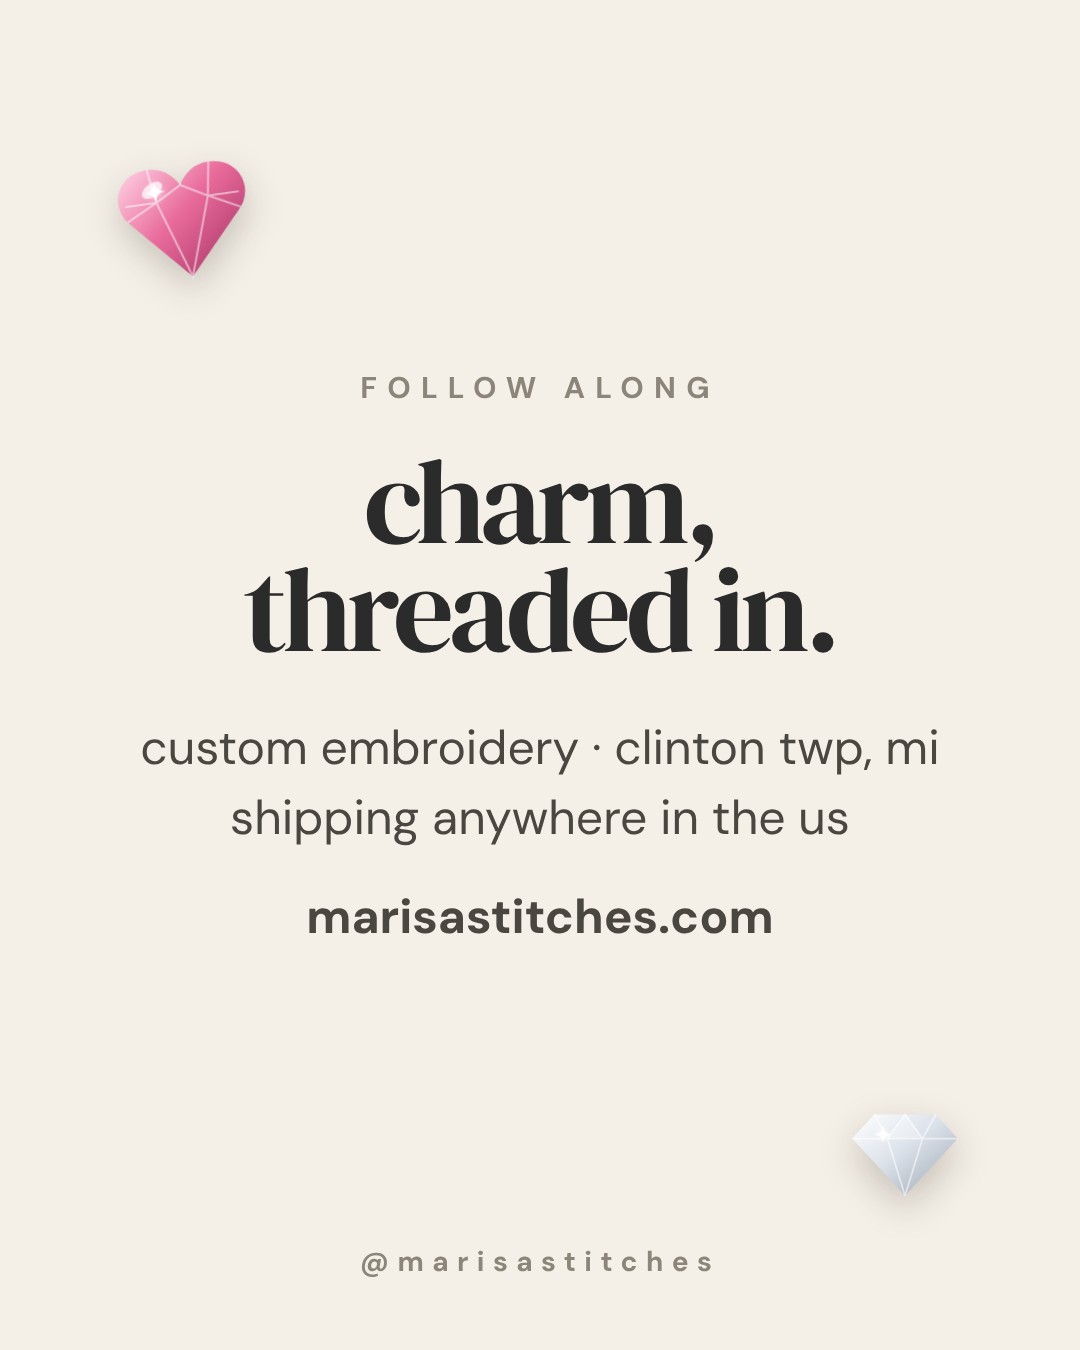 FOLLOW ALONG
charm,
threaded in.
custom embroidery · clinton twp, mi
shipping anywhere in the us
marisastitches.com
@marisastitches